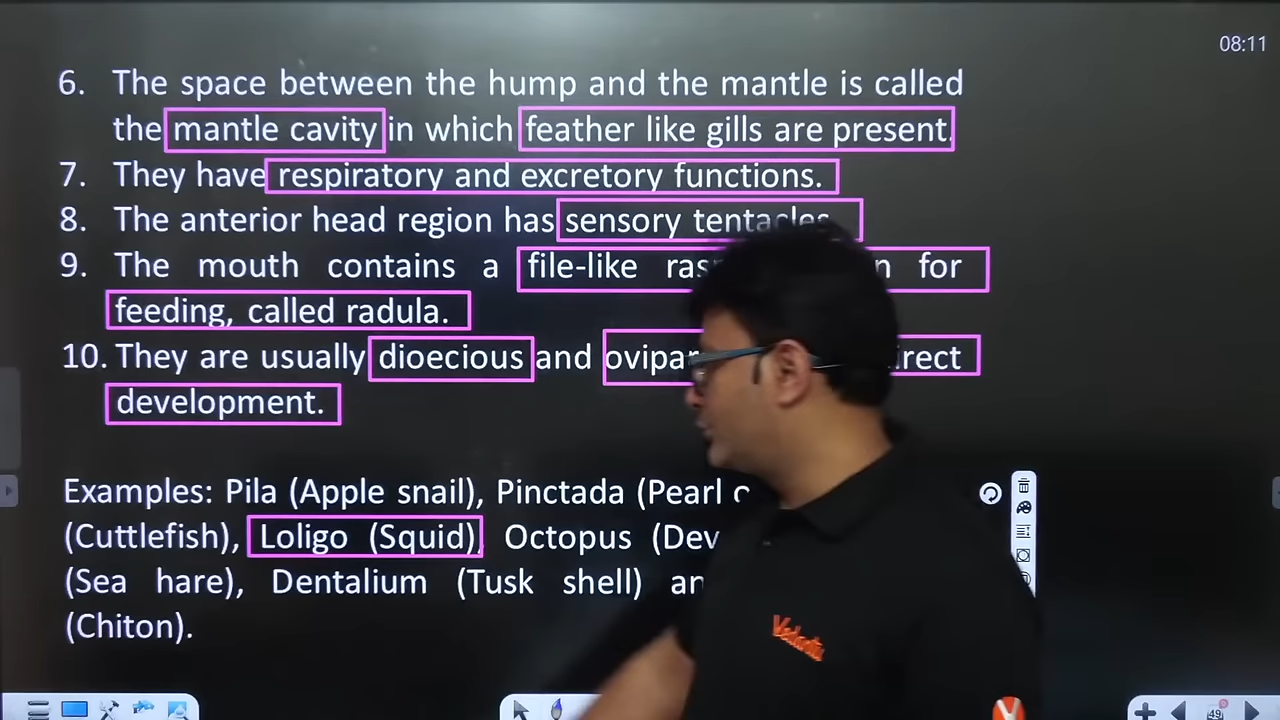 08:11
6. The space between the hump and the mantle is called
the mantle cavity in which feather like gills are present.
7. They have respiratory and excretory functions.
8. The anterior head region has sensory tentacles.
9. The mouth contains a file-like for
feeding, called radula.
10. They are usually dioecious and
development.
Examples: Pila (Apple snail), Pinctada (Pearl
(Cuttlefish), Loligo (Squid), Octopus
(Sea hare), Dentalium (Tusk shell)
(Chiton).
Vedantu
49